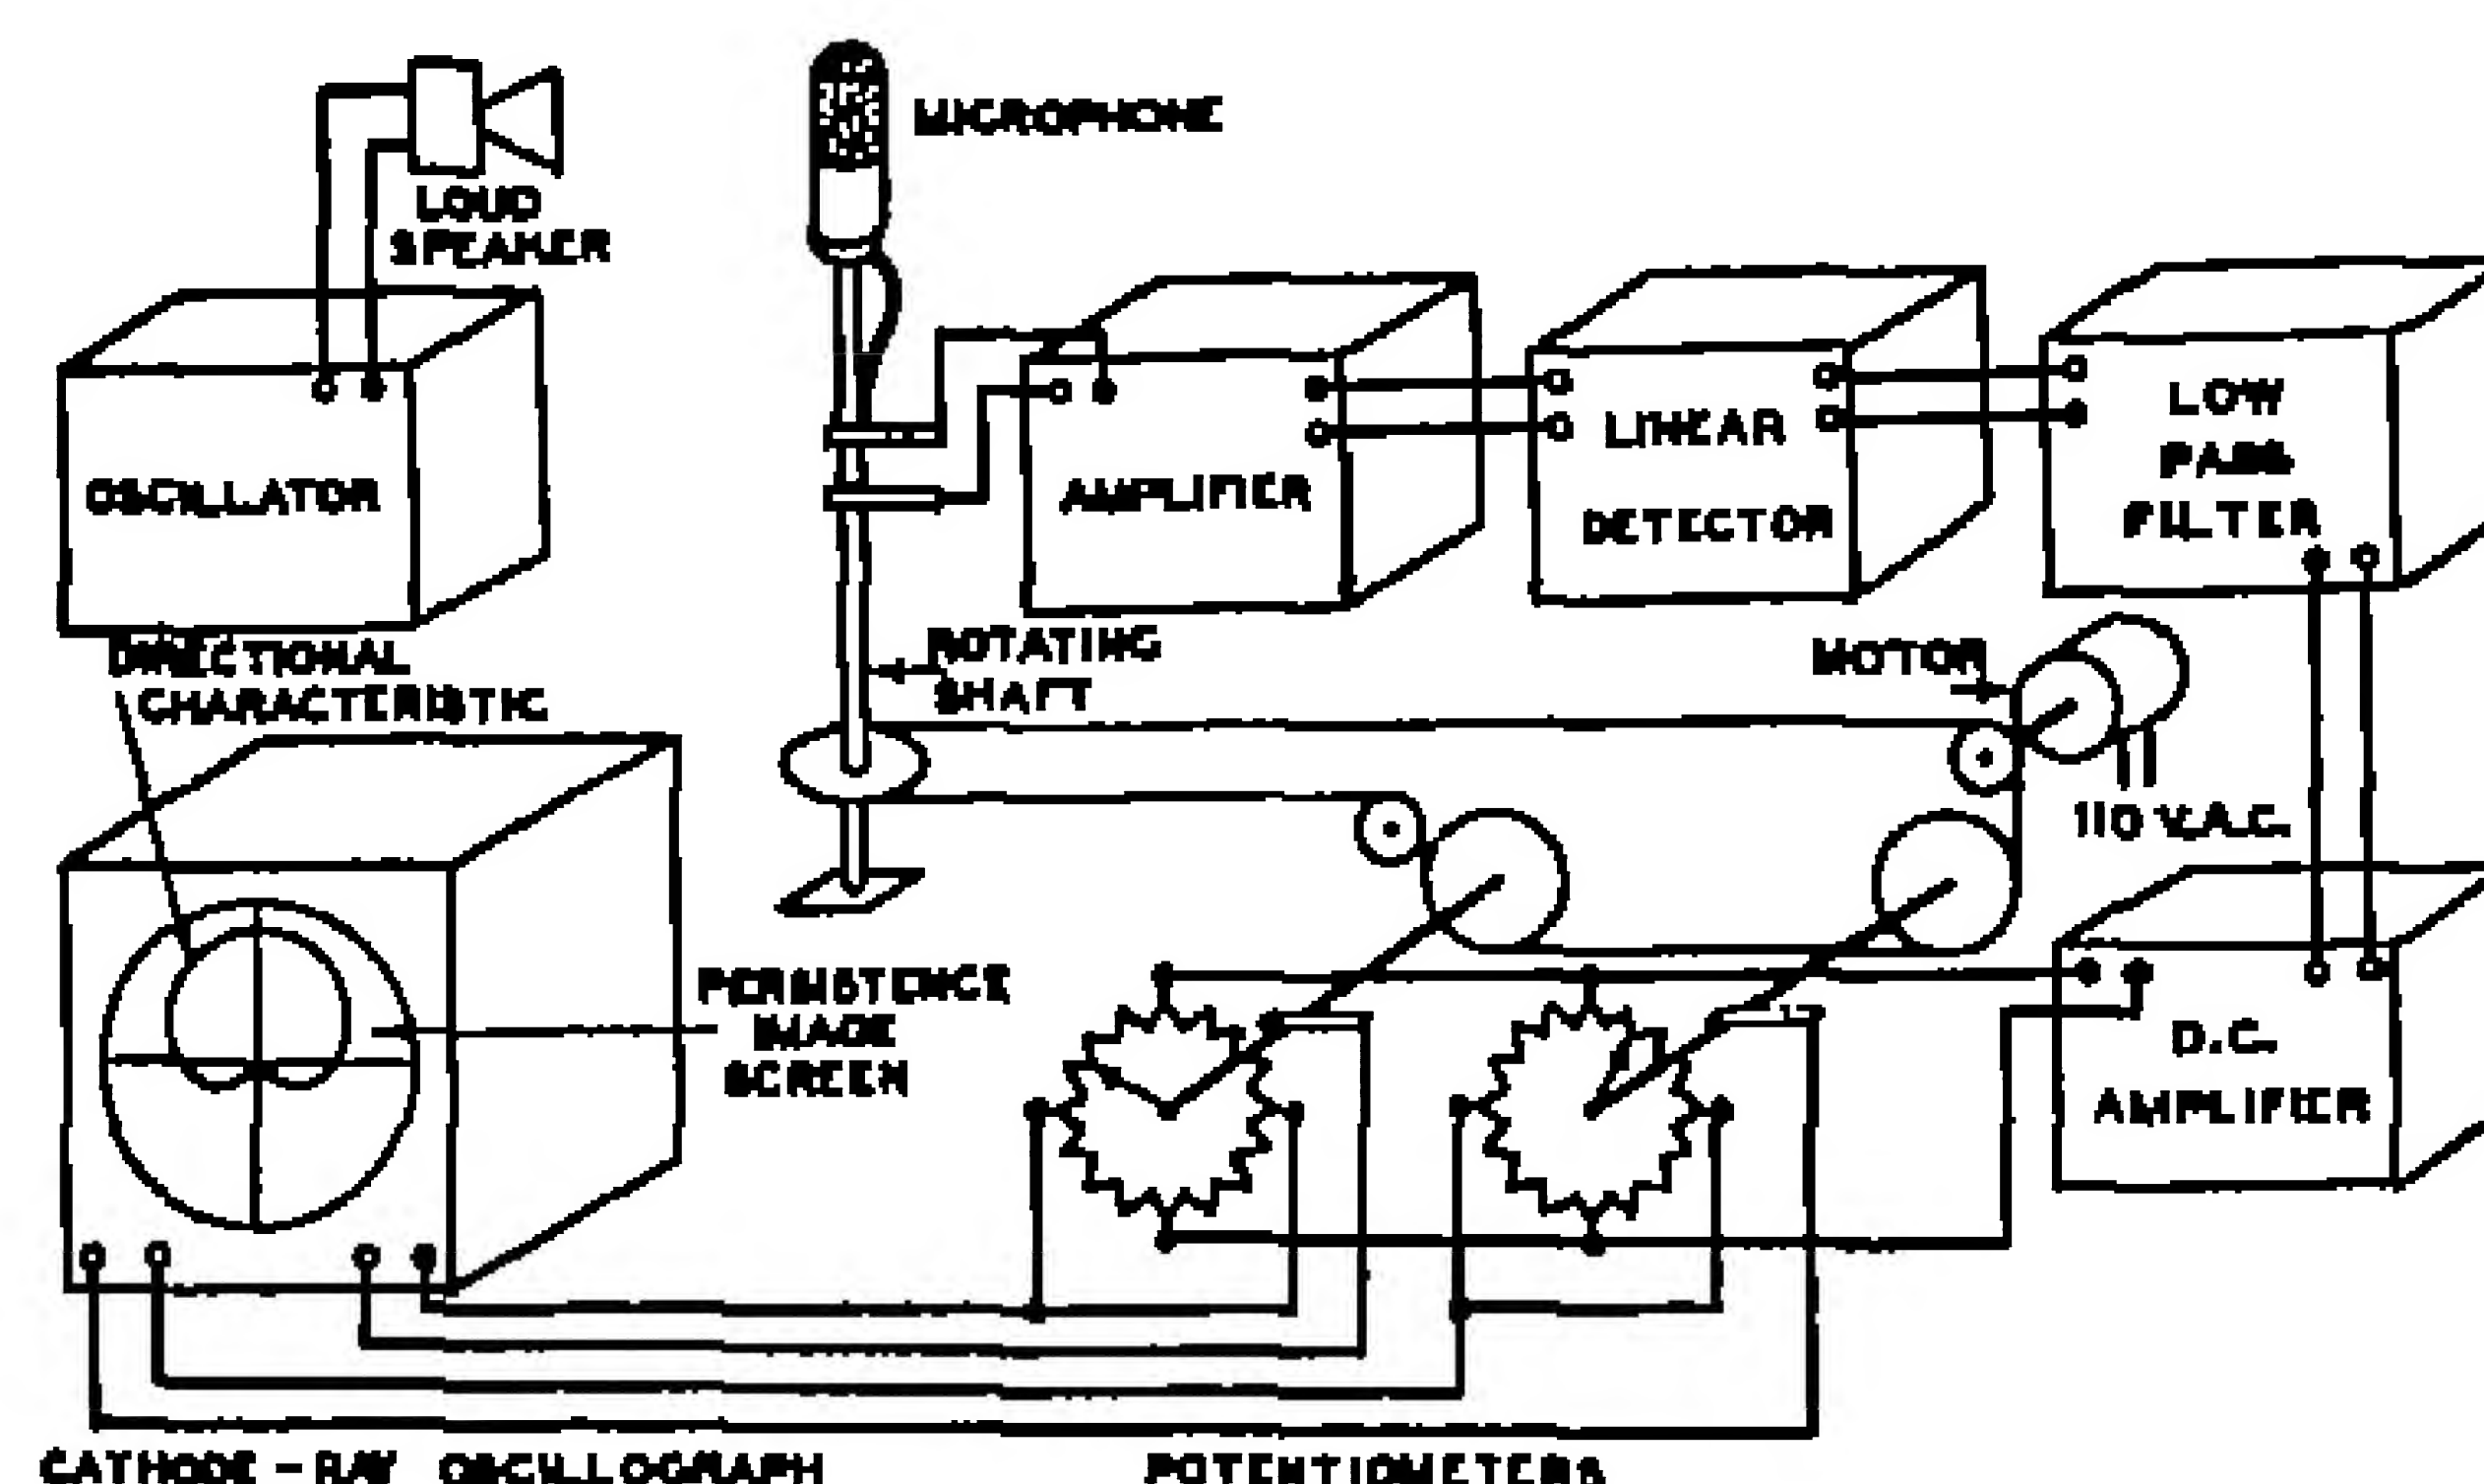 MICROPHONE
LOUD
SPEAKER
OSCILLATOR
AMPLIFIER
LINEAR
DETECTOR
LOW
PASS
FILTER
DIRECTIONAL
CHARACTERISTIC
ROTATING
SHAFT
MOTOR
110 V.A.C.
PERSISTENCE
IMAGE
SCREEN
D.C.
AMPLIFIER
CATHODE-RAY OSCILLOGRAPH
POTENTIOMETERS